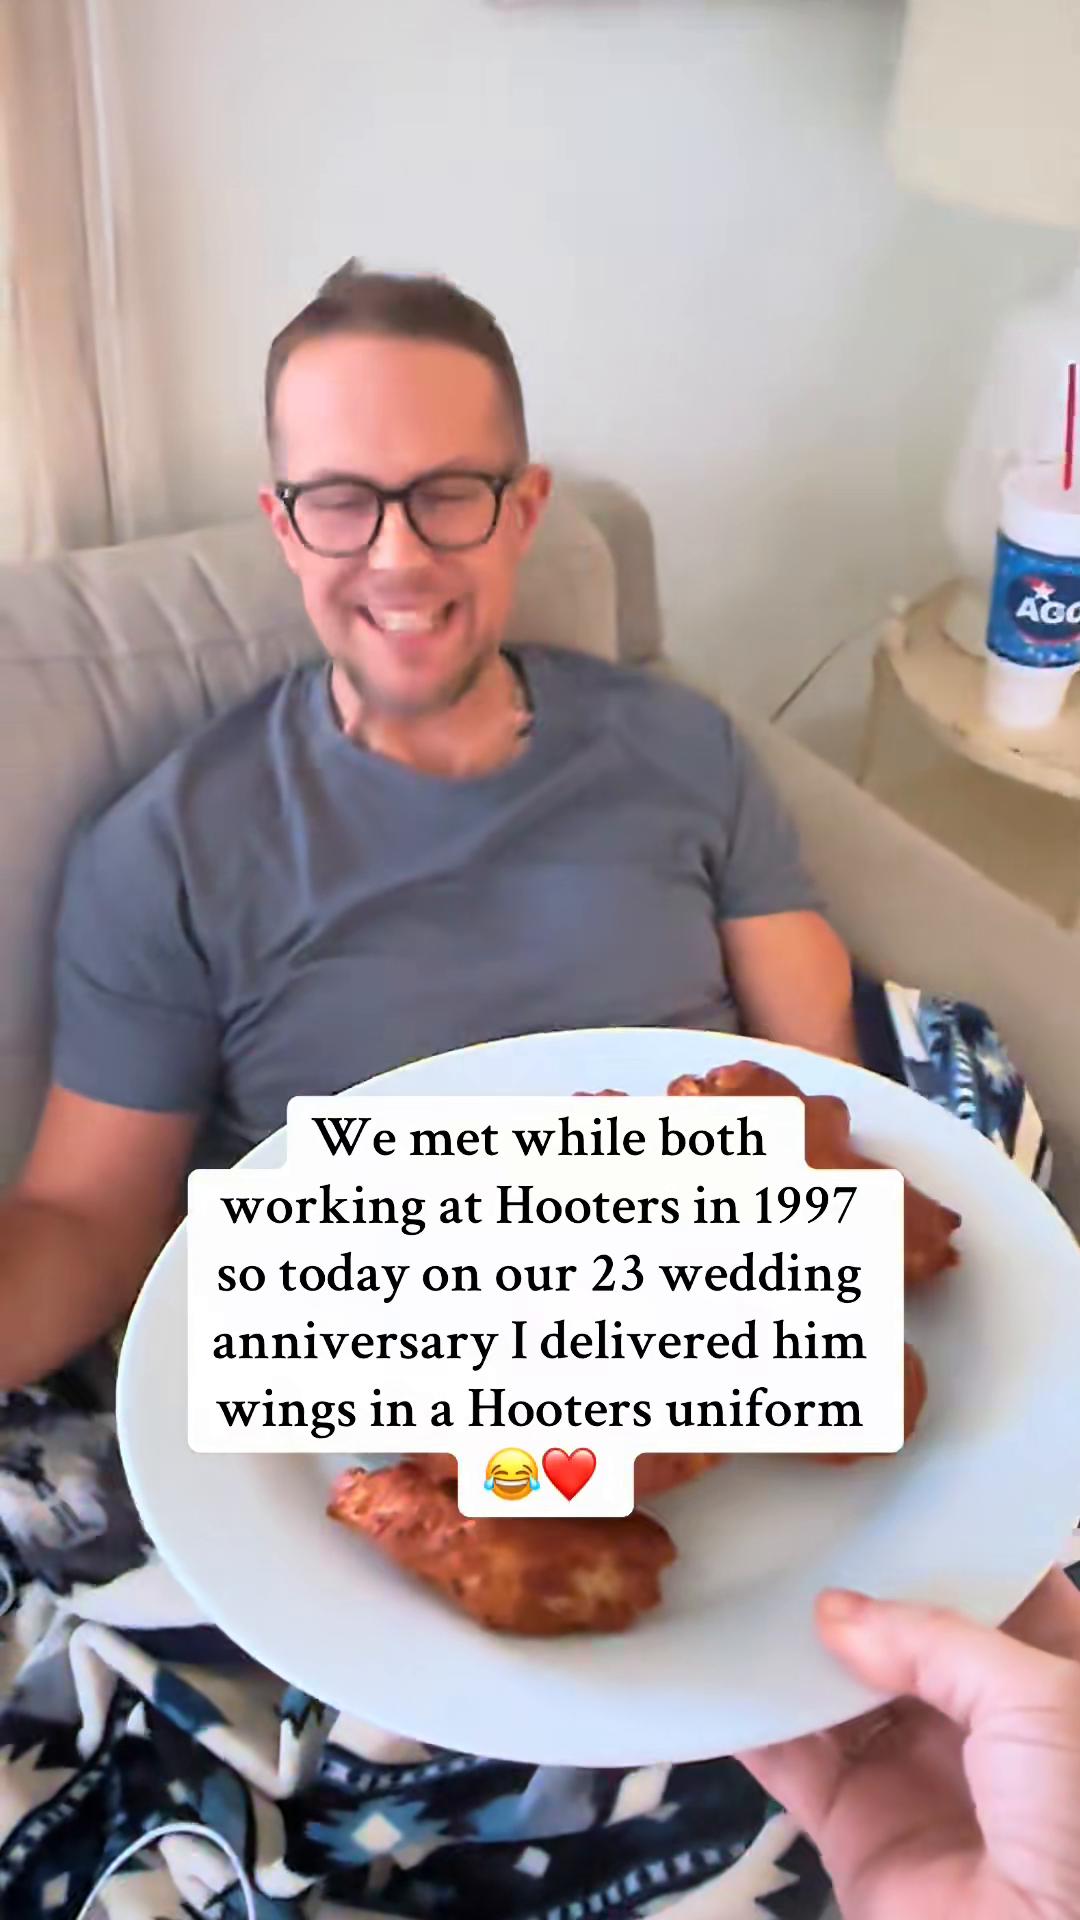 AGO
We met while both
working at Hooters in 1997
so today on our 23 wedding
anniversary I delivered him
wings in a Hooters uniform
😂❤️